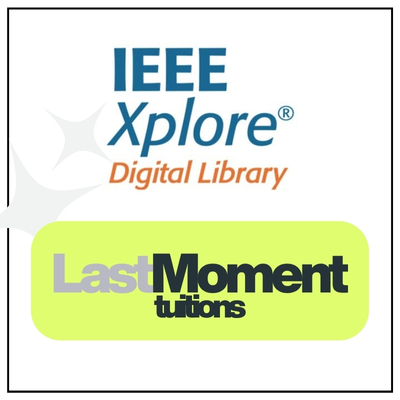 IEEE
Xplore®
Digital Library
LastMoment
tuitions